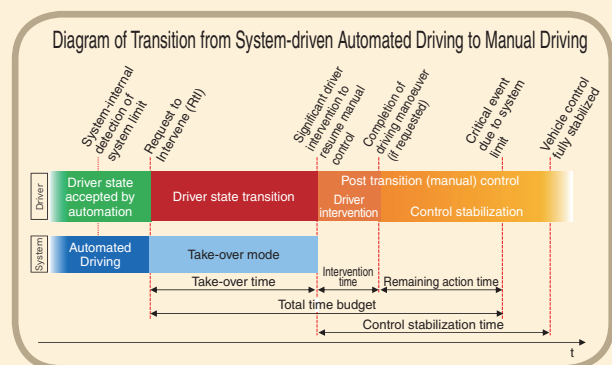 Diagram of Transition from System-driven Automated Driving to Manual Driving
System-internal
detection of
system limit
Request to
Intervene (RtI)
Significant driver
intervention to
resume manual
control
Completion of
driving manoeuver
(if requested)
Critical event
due to system
limit
Vehicle control
fully stabilized
Driver
Driver state
accepted by
automation
Driver state transition
Post transition (manual) control
Driver
intervention
Control stabilization
System
Automated
Driving
Take-over mode
Take-over time
Intervention
time
Remaining action time
Total time budget
Control stabilization time
t